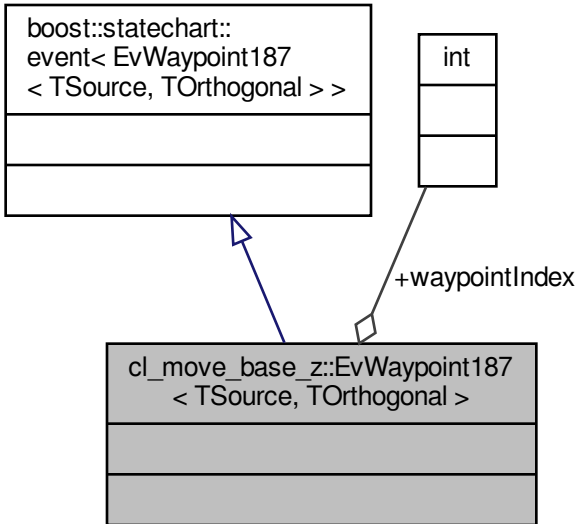 boost::statechart::
event< EvWaypoint187
< TSource, TOrthogonal > >
int
+waypointIndex
cl_move_base_z::EvWaypoint187
< TSource, TOrthogonal >